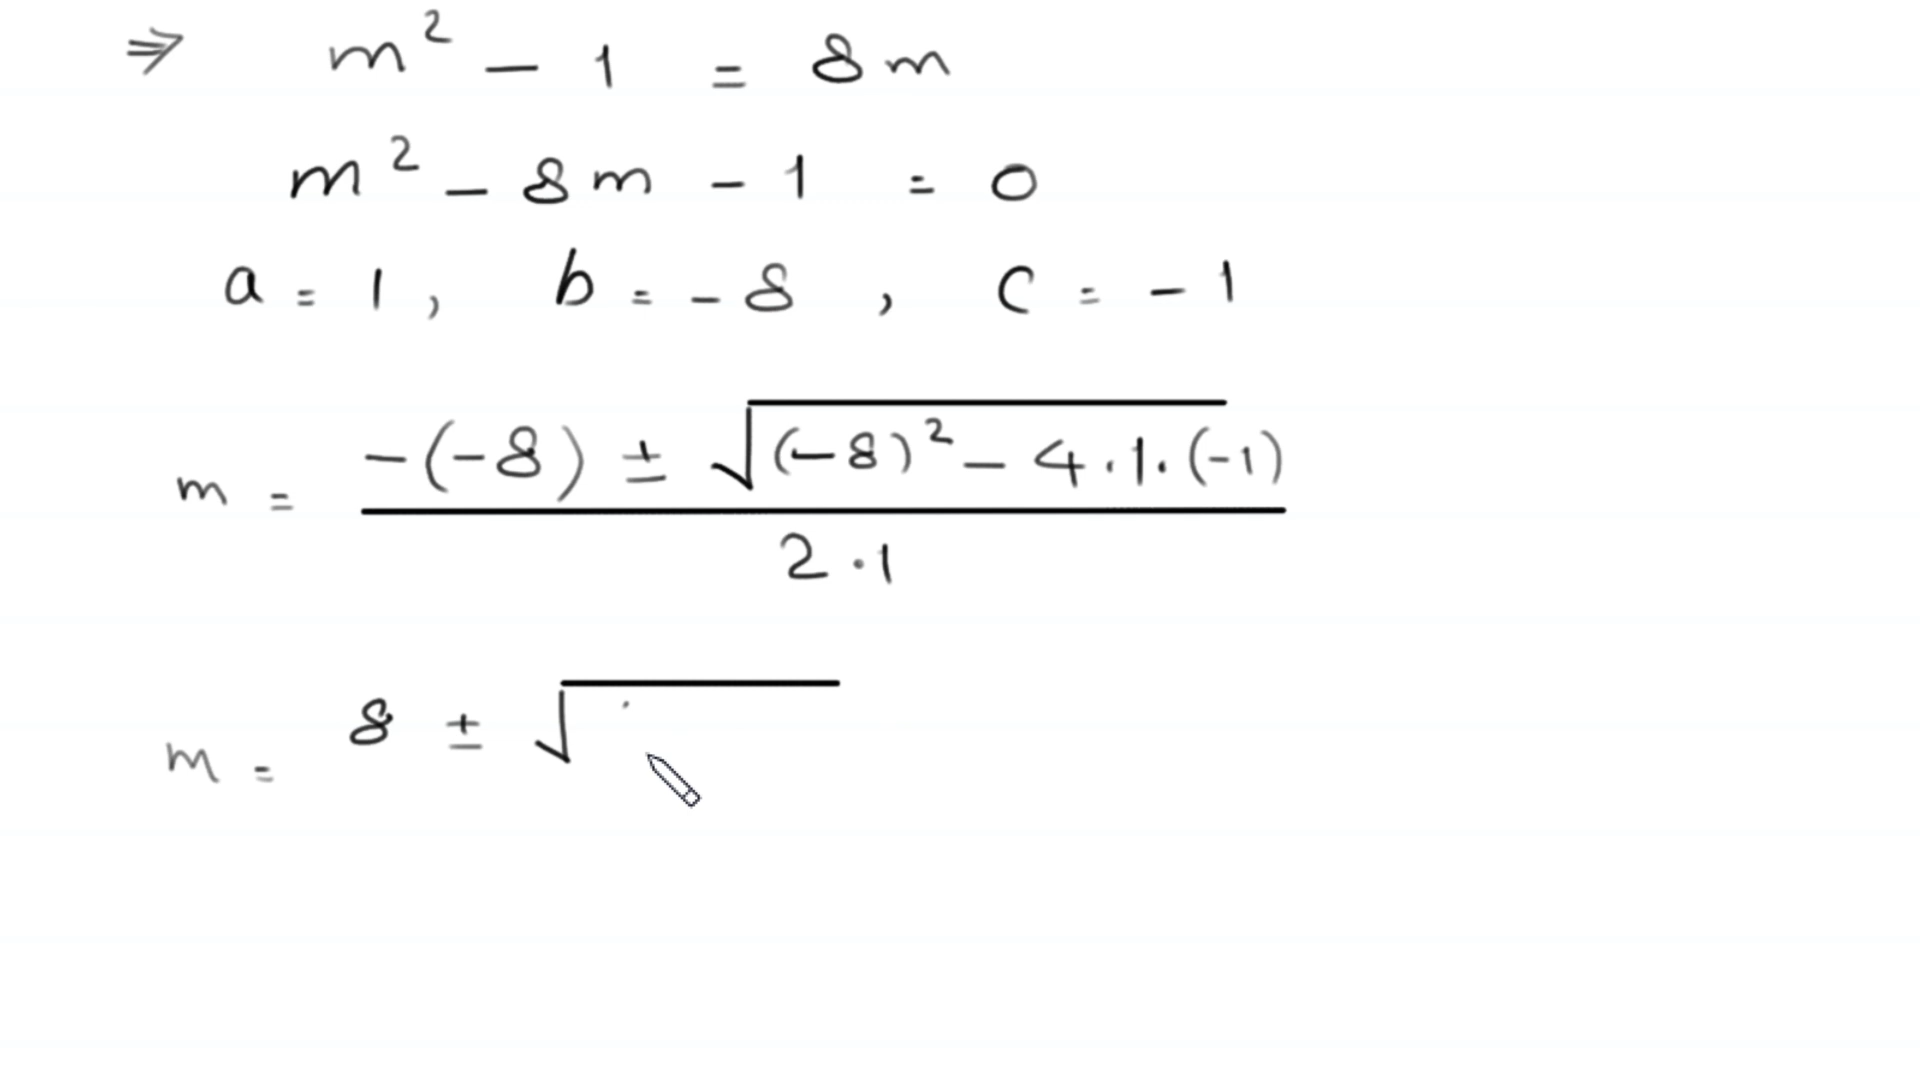 ⇒ m² − 1 = 8m
m² − 8m − 1 = 0
a = 1, b = −8, c = −1
m = (−(−8) ± √((−8)² − 4·1·(−1))) / (2·1)
m = 8 ± √